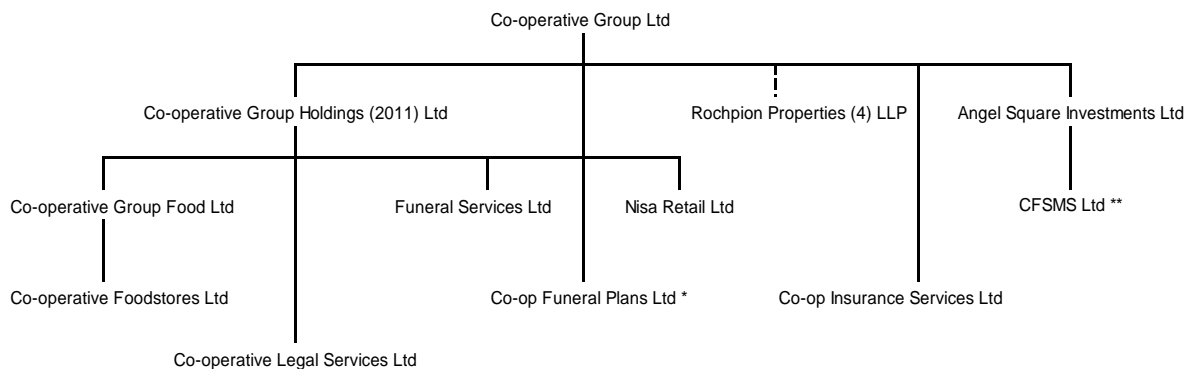 Co-operative Group Ltd
Co-operative Group Holdings (2011) Ltd
Rochpion Properties (4) LLP
Angel Square Investments Ltd
Co-operative Group Food Ltd
Funeral Services Ltd
Nisa Retail Ltd
CFSMS Ltd **
Co-operative Foodstores Ltd
Co-op Funeral Plans Ltd *
Co-op Insurance Services Ltd
Co-operative Legal Services Ltd